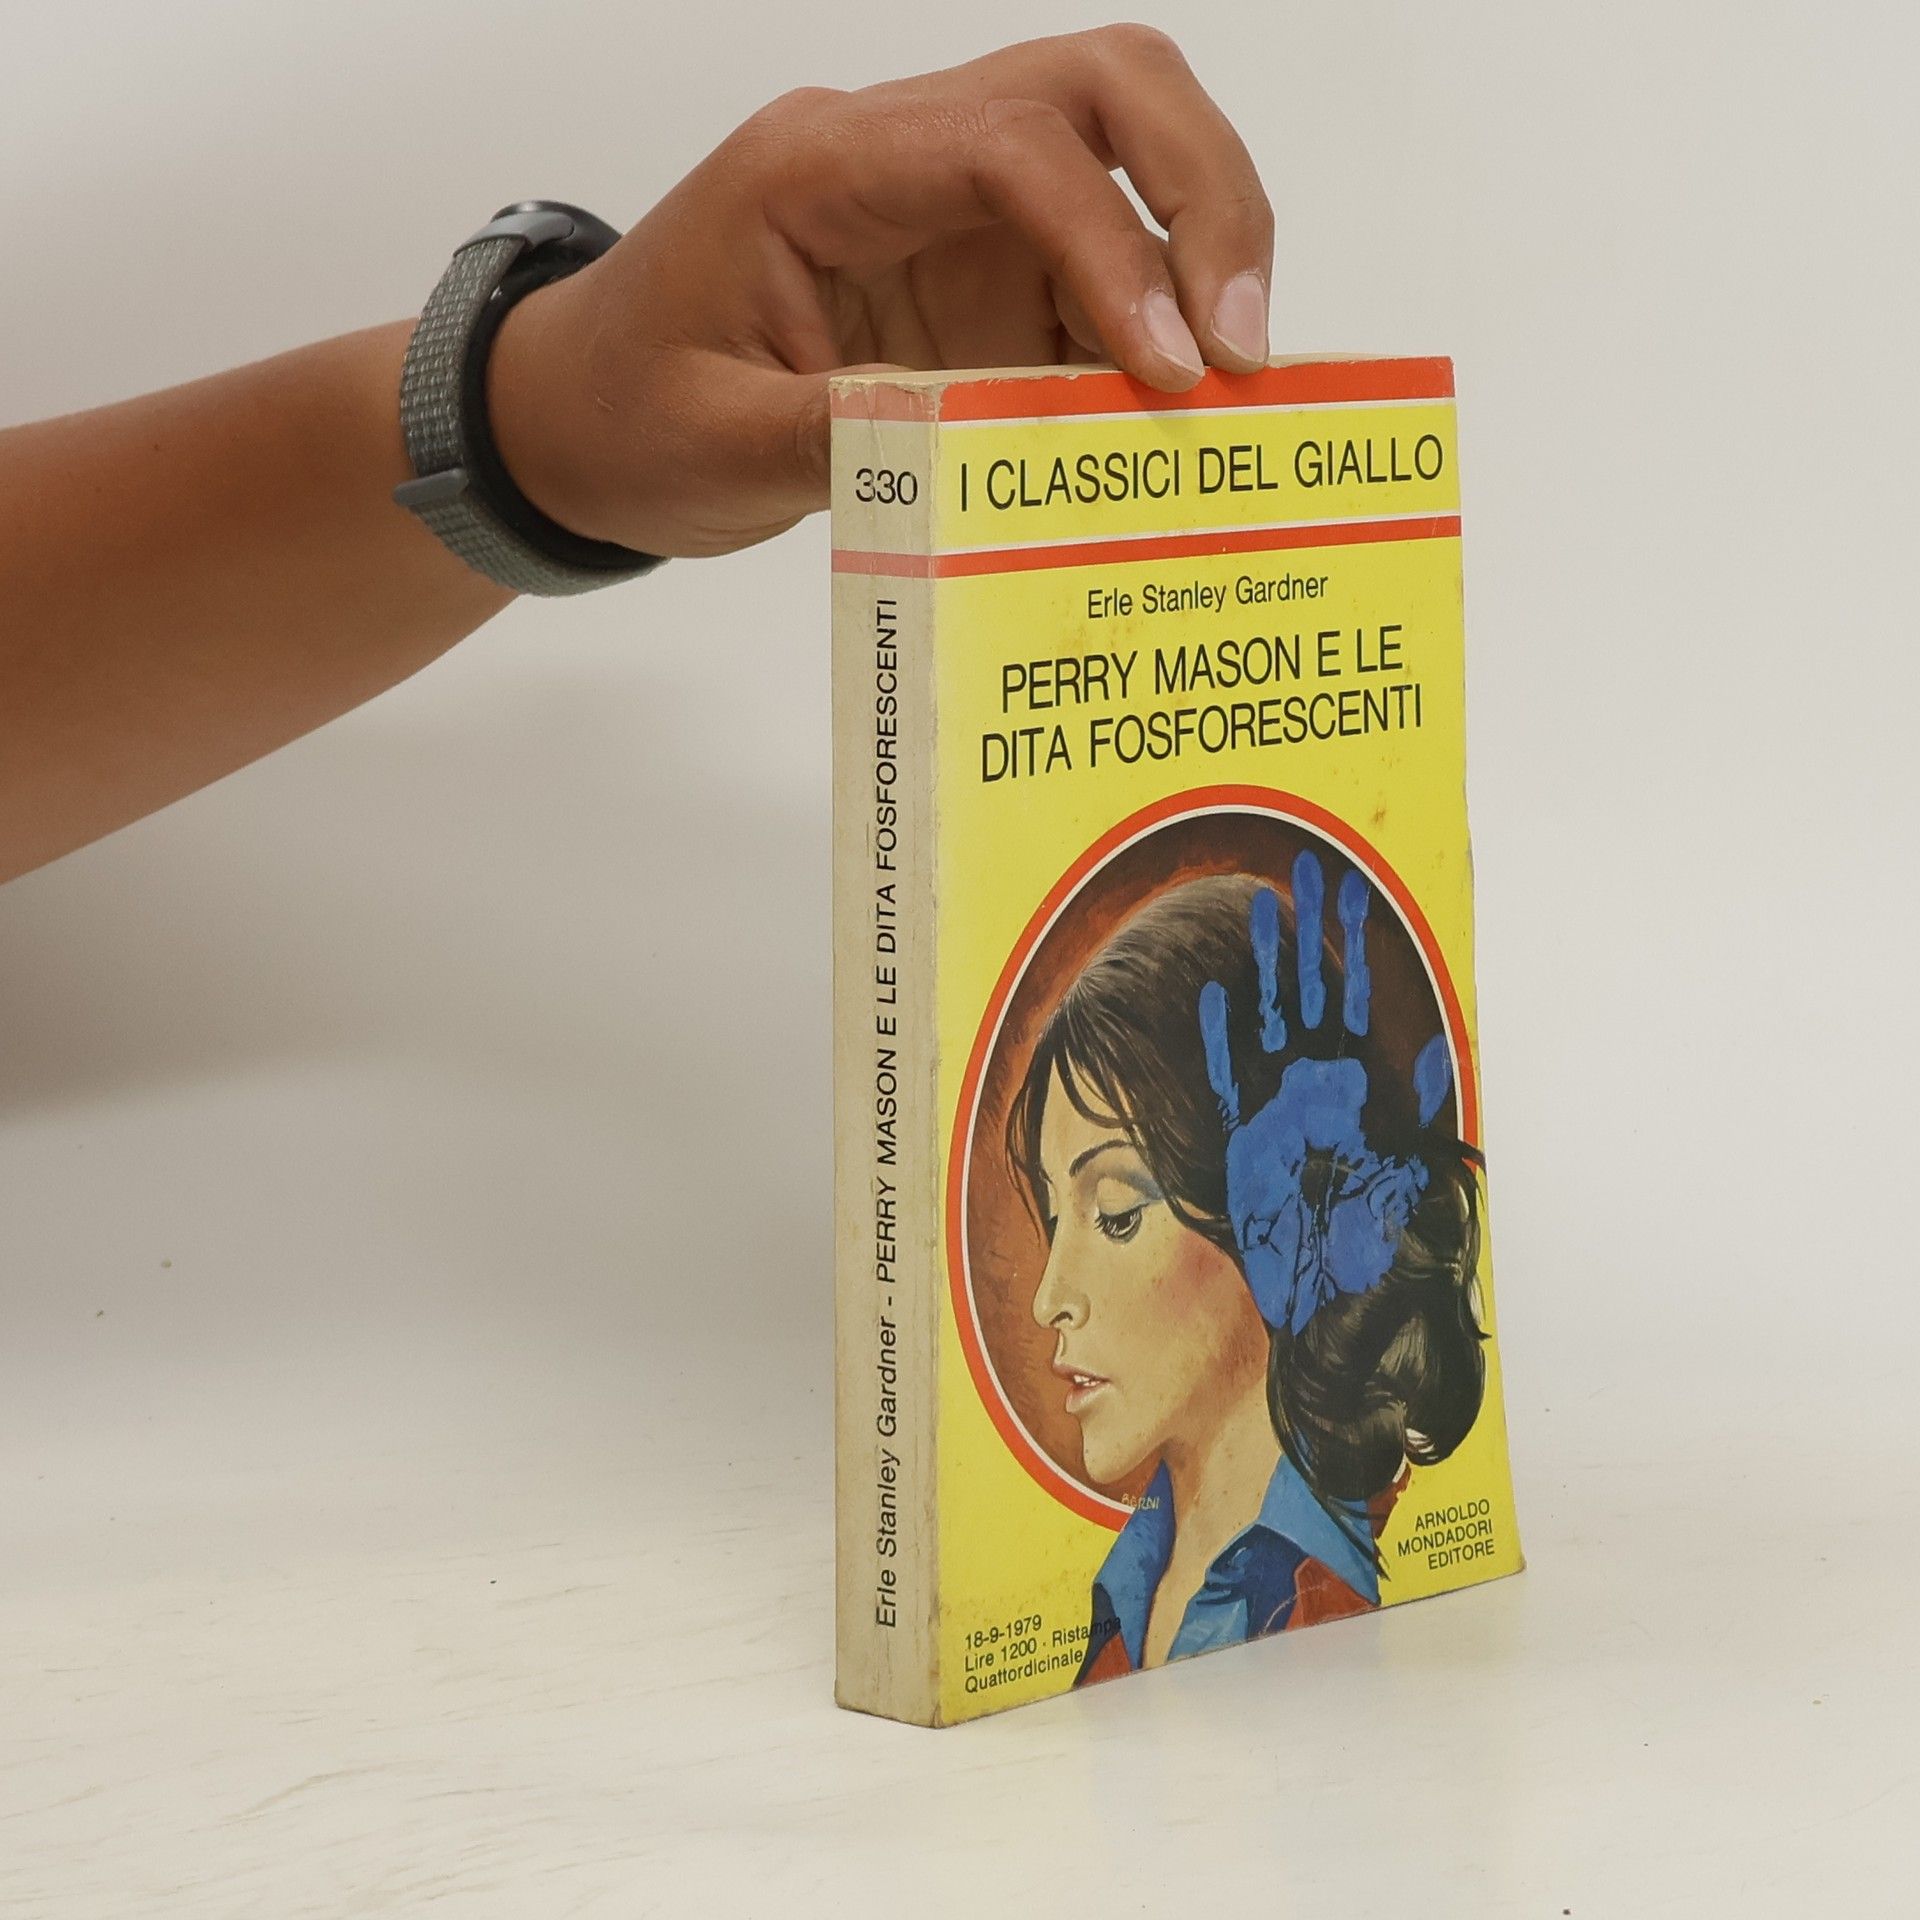 330
Erle Stanley Gardner - PERRY MASON E LE DITA FOSFORESCENTI
I CLASSICI DEL GIALLO
Erle Stanley Gardner
PERRY MASON E LE
DITA FOSFORESCENTI
BERNI
ARNOLDO
MONDADORI
EDITORE
18-9-1979
Lire 1200 · Ristampa
Quattordicinale